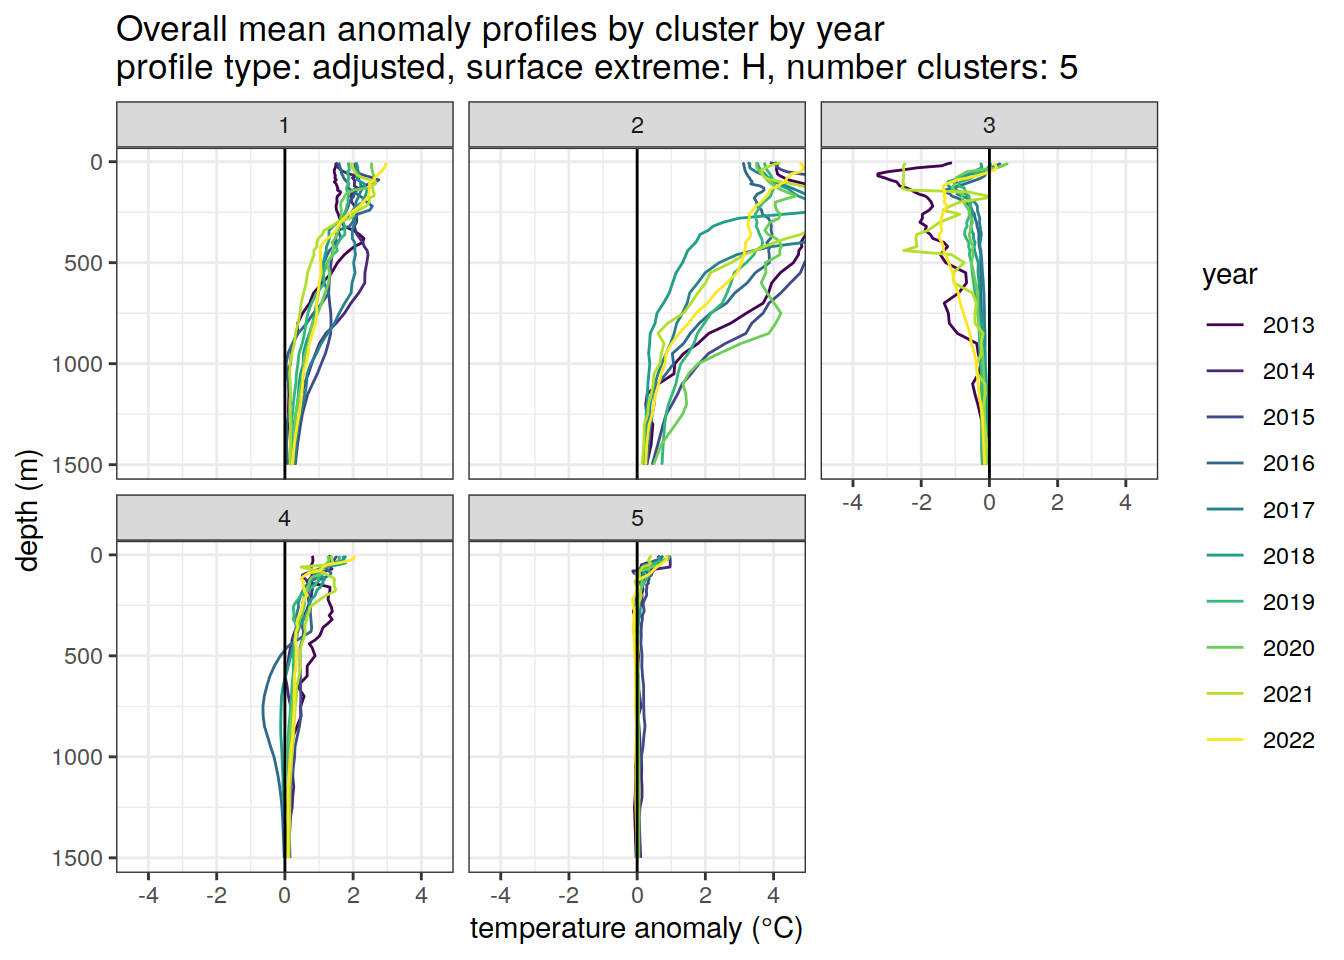 Overall mean anomaly profiles by cluster by year
profile type: adjusted, surface extreme: H, number clusters: 5
1
2
3
0
500
1000
1500
-4 -2 0 2 4
4
5
0
500
1000
1500
-4 -2 0 2 4
-4 -2 0 2 4
depth (m)
temperature anomaly (°C)
year
2013
2014
2015
2016
2017
2018
2019
2020
2021
2022